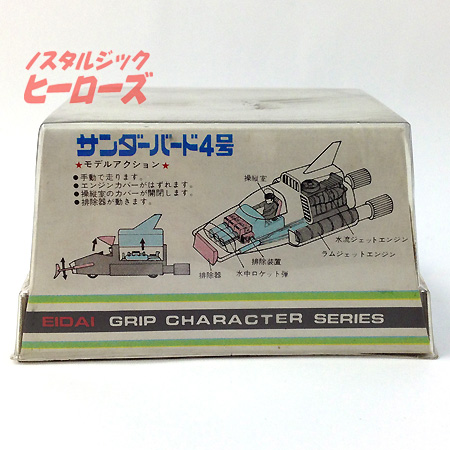 ノスタルジック
ヒーローズ
サンダーバード4号
★モデルアクション★
●手動で走ります。
●エンジンカバーがはずれます。
●操縦室のカバーが開閉します。
●排除器が動きます。
操縦室
水流ジェットエンジン
ラムジェットエンジン
排除装置
排除器
水中ロケット弾
EIDAI GRIP CHARACTER SERIES